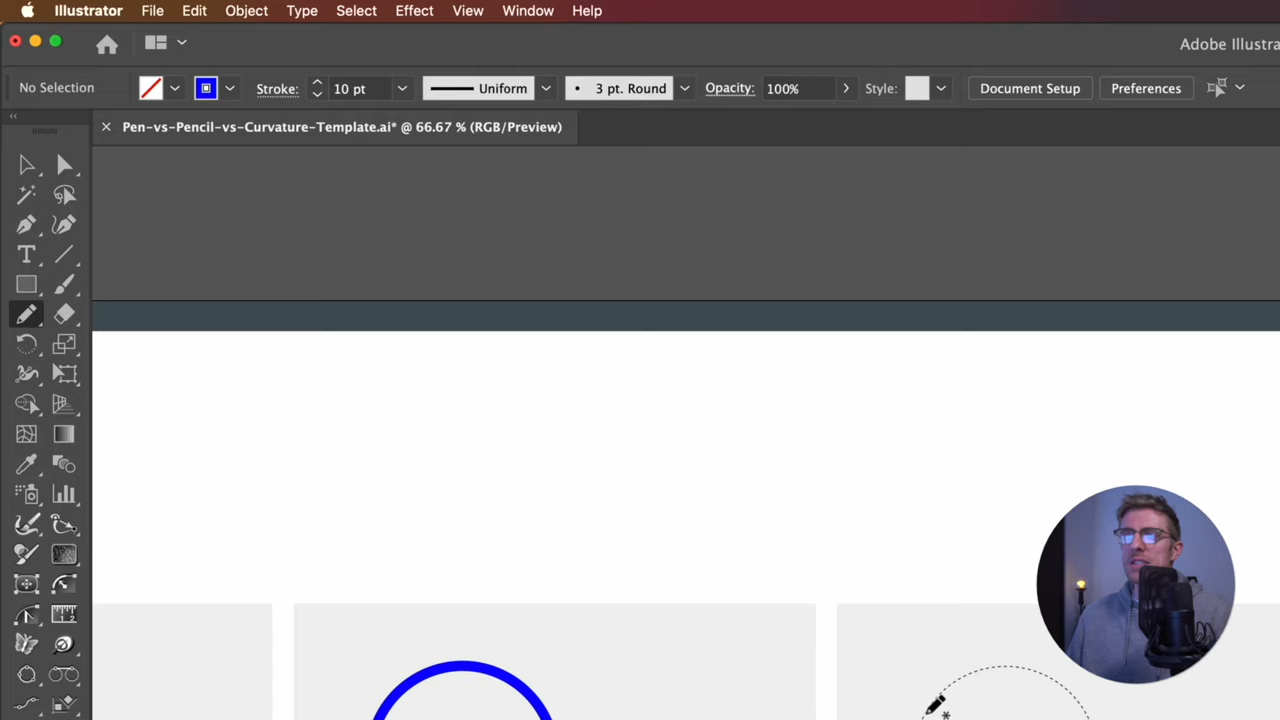 Illustrator File Edit Object Type Select Effect View Window Help
Adobe Illustra
No Selection Stroke: 10 pt Uniform 3 pt. Round Opacity: 100% Style: Document Setup Preferences
Pen-vs-Pencil-vs-Curvature-Template.ai* @ 66.67 % (RGB/Preview)